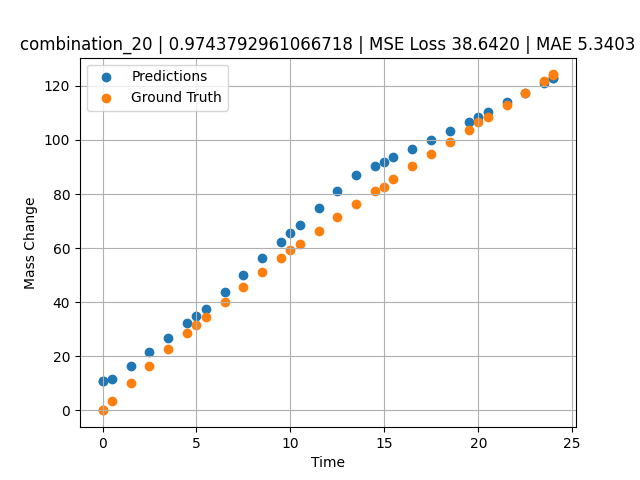 combination_20 | 0.9743792961066718 | MSE Loss 38.6420 | MAE 5.3403
Predictions
Ground Truth
120
100
80
60
40
20
0
Mass Change
0 5 10 15 20 25
Time